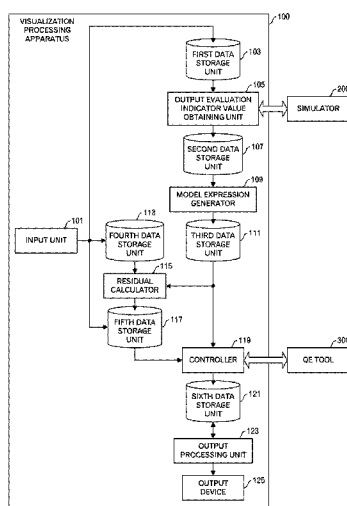 VISUALIZATION
PROCESSING
APPARATUS
100
103
FIRST DATA
STORAGE
UNIT
105
OUTPUT EVALUATION
INDICATOR VALUE
OBTAINING UNIT
200
SIMULATOR
107
SECOND DATA
STORAGE
UNIT
109
MODEL EXPRESSION
GENERATOR
101
INPUT UNIT
113
FOURTH DATA
STORAGE
UNIT
111
THIRD DATA
STORAGE
UNIT
115
RESIDUAL
CALCULATOR
117
FIFTH DATA
STORAGE
UNIT
119
CONTROLLER
300
QE TOOL
121
SIXTH DATA
STORAGE
UNIT
123
OUTPUT
PROCESSING UNIT
125
OUTPUT
DEVICE